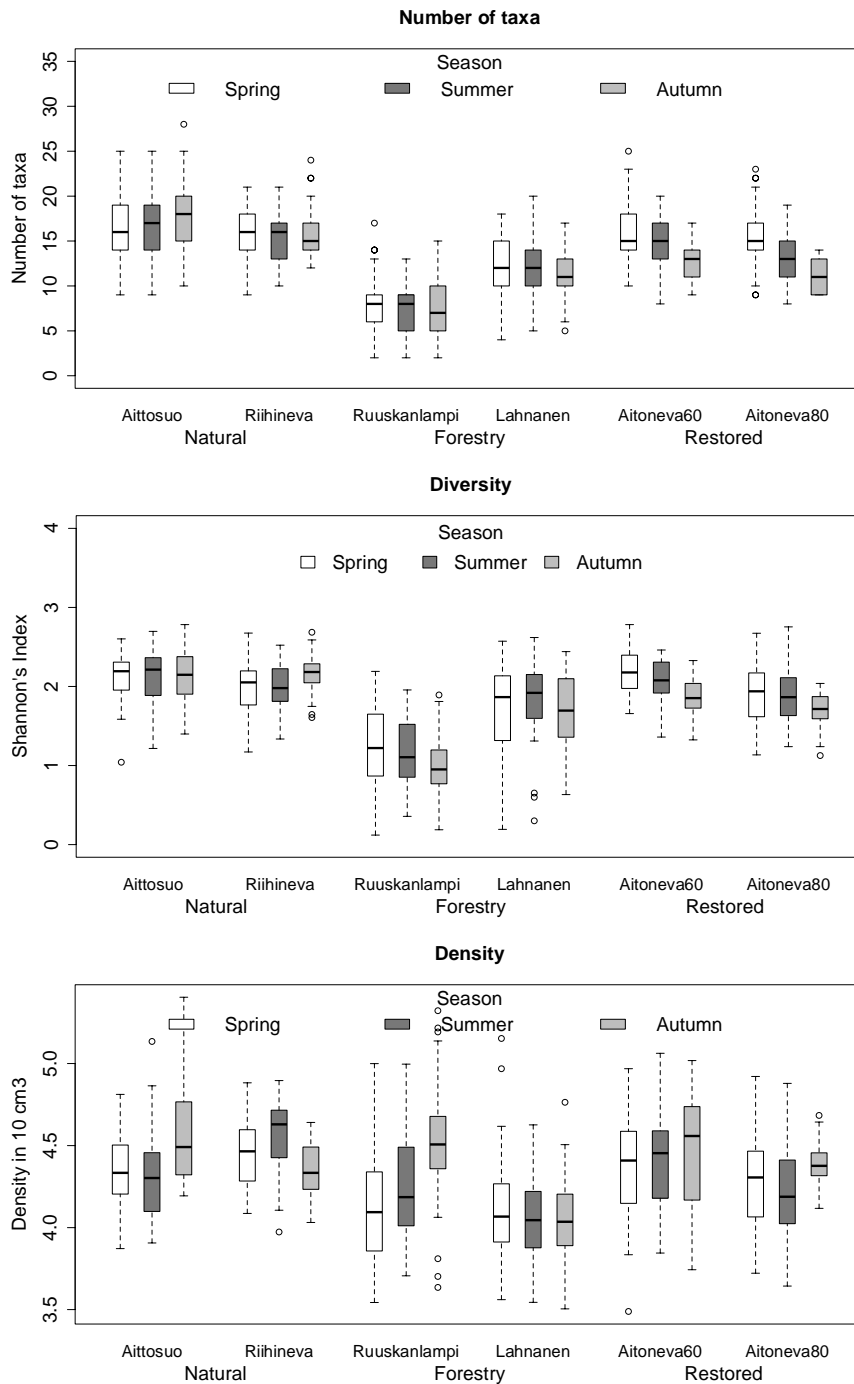 Number of taxa
Season
Spring Summer Autumn
Number of taxa
0 5 10 15 20 25 30 35
Aittosuo Riihineva Ruuskanlampi Lahnanen Aitoneva60 Aitoneva80
Natural Forestry Restored
Diversity
Season
Spring Summer Autumn
Shannon's Index
0 1 2 3 4
Aittosuo Riihineva Ruuskanlampi Lahnanen Aitoneva60 Aitoneva80
Natural Forestry Restored
Density
Season
Spring Summer Autumn
Density in 10 cm3
3.5 4.0 4.5 5.0
Aittosuo Riihineva Ruuskanlampi Lahnanen Aitoneva60 Aitoneva80
Natural Forestry Restored